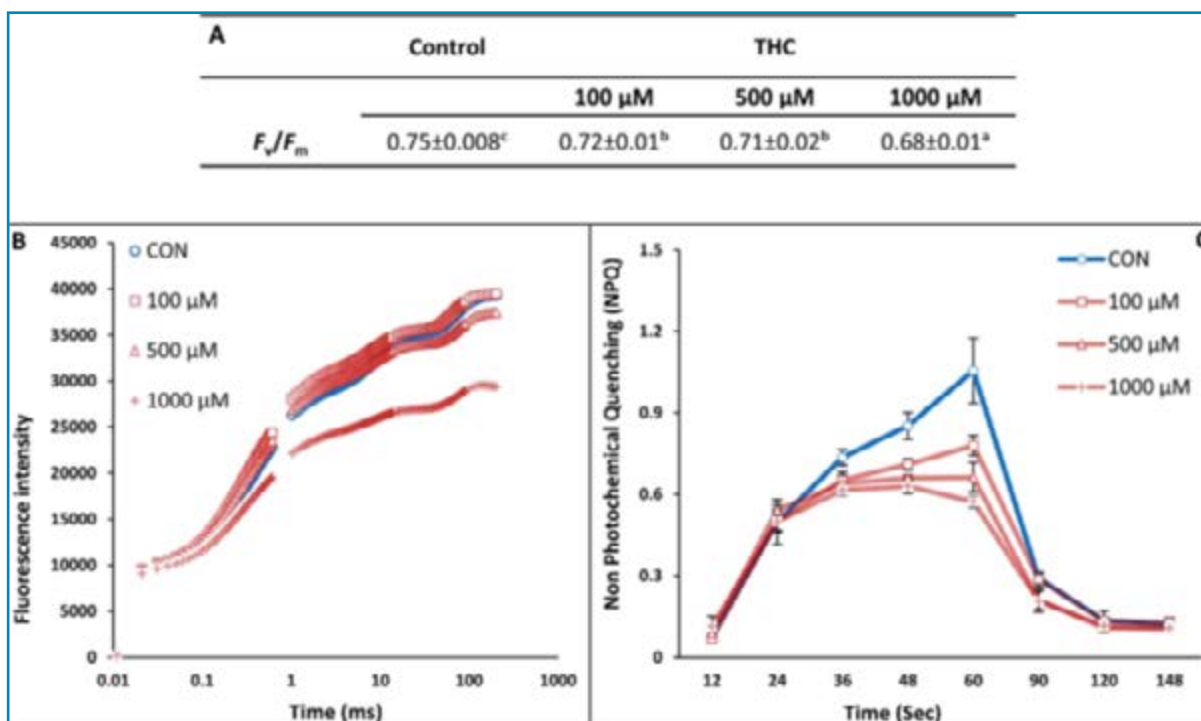 A
Control THC
100 µM 500 µM 1000 µM
Fv/Fm 0.75±0.008c 0.72±0.01b 0.71±0.02b 0.68±0.01a
B
Fluorescence intensity
45000
40000
35000
30000
25000
20000
15000
10000
5000
0
CON
100 µM
500 µM
1000 µM
0.01 0.1 1 10 100 1000
Time (ms)
Non Photochemical Quenching (NPQ)
1.5
1.2
0.9
0.6
0.3
0
CON
100 µM
500 µM
1000 µM
12 24 36 48 60 90 120 148
Time (Sec)